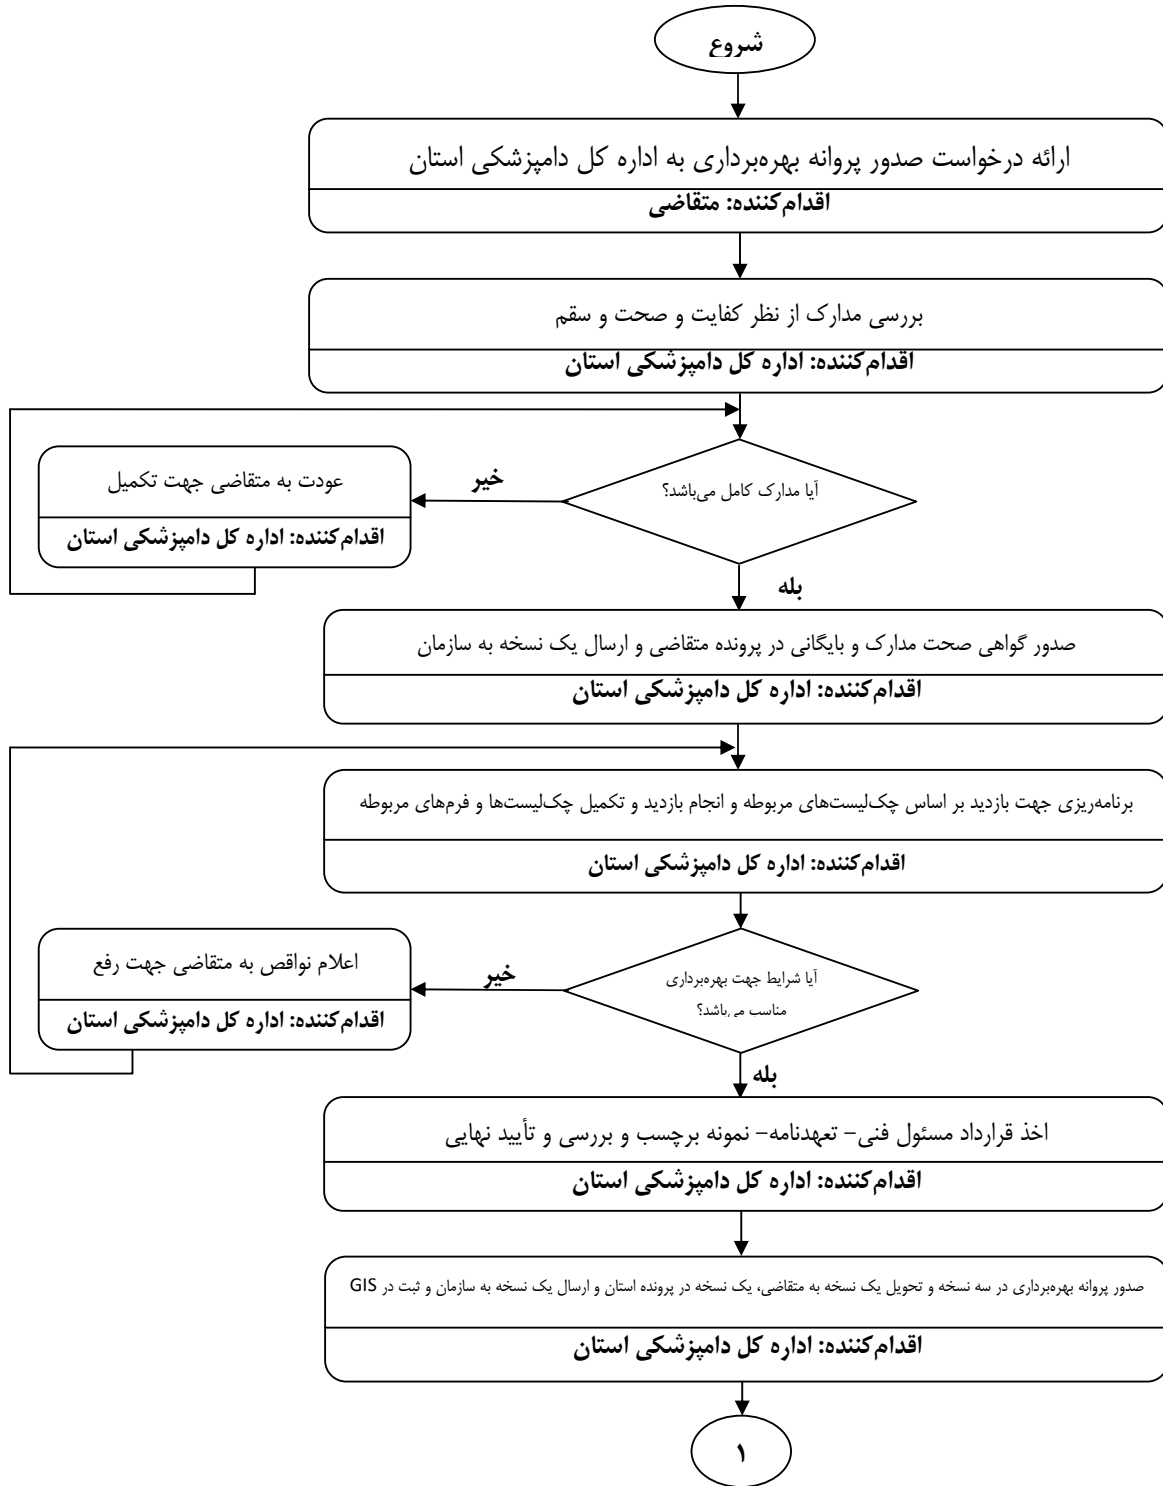 شروع
ارائه درخواست صدور پروانه بهره‌برداری به اداره کل دامپزشکی استان
اقدام‌کننده: متقاضی
بررسی مدارک از نظر کفایت و صحت و سقم
اقدام‌کننده: اداره کل دامپزشکی استان
آیا مدارک کامل می‌باشد؟
خیر
عودت به متقاضی جهت تکمیل
اقدام‌کننده: اداره کل دامپزشکی استان
بله
صدور گواهی صحت مدارک و بایگانی در پرونده متقاضی و ارسال یک نسخه به سازمان
اقدام‌کننده: اداره کل دامپزشکی استان
برنامه‌ریزی جهت بازدید بر اساس چک‌لیست‌های مربوطه و انجام بازدید و تکمیل چک‌لیست‌ها و فرم‌های مربوطه
اقدام‌کننده: اداره کل دامپزشکی استان
آیا شرایط جهت بهره‌برداری
مناسب می‌باشد؟
خیر
اعلام نواقص به متقاضی جهت رفع
اقدام‌کننده: اداره کل دامپزشکی استان
بله
اخذ قرارداد مسئول فنی– تعهدنامه– نمونه برچسب و بررسی و تأیید نهایی
اقدام‌کننده: اداره کل دامپزشکی استان
صدور پروانه بهره‌برداری در سه نسخه و تحویل یک نسخه به متقاضی، یک نسخه در پرونده استان و ارسال یک نسخه به سازمان و ثبت در GIS
اقدام‌کننده: اداره کل دامپزشکی استان
۱